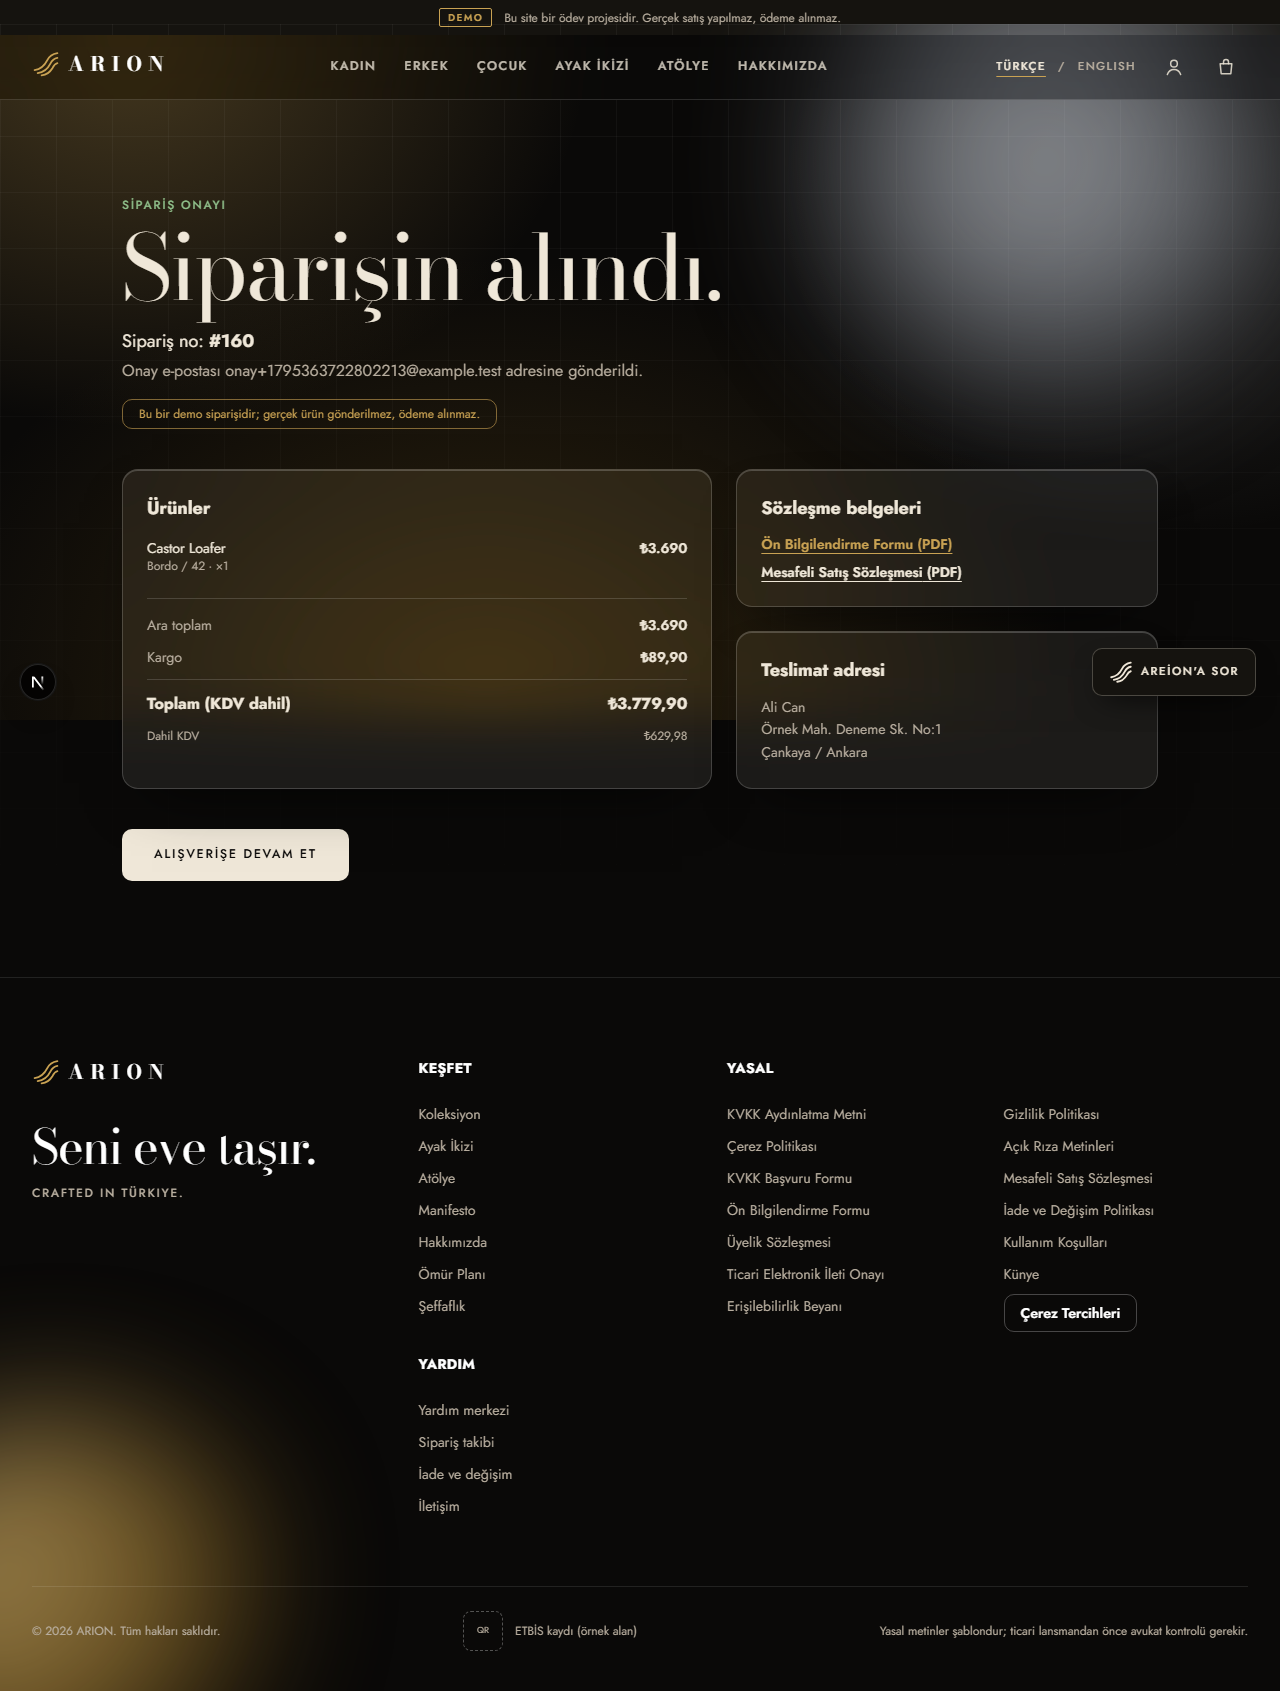 DEMO Bu site bir ödev projesidir. Gerçek satış yapılmaz, ödeme alınmaz.
ARION
KADIN ERKEK ÇOCUK AYAK İKİZİ ATÖLYE HAKKIMIZDA
TÜRKÇE / ENGLISH
SİPARİŞ ONAYI
Siparişin alındı.
Sipariş no: #160
Onay e-postası onay+1795363722802213@example.test adresine gönderildi.
Bu bir demo siparişidir; gerçek ürün gönderilmez, ödeme alınmaz.
Ürünler
Castor Loafer ₺3.690
Bordo / 42 · ×1
Ara toplam ₺3.690
Kargo ₺89,90
Toplam (KDV dahil) ₺3.779,90
Dahil KDV ₺629,98
Sözleşme belgeleri
Ön Bilgilendirme Formu (PDF)
Mesafeli Satış Sözleşmesi (PDF)
Teslimat adresi
Ali Can
Örnek Mah. Deneme Sk. No:1
Çankaya / Ankara
N
AREİON'A SOR
ALIŞVERİŞE DEVAM ET
ARION
Seni eve taşır.
CRAFTED IN TÜRKIYE.
KEŞFET
Koleksiyon
Ayak İkizi
Atölye
Manifesto
Hakkımızda
Ömür Planı
Şeffaflık
YARDIM
Yardım merkezi
Sipariş takibi
İade ve değişim
İletişim
YASAL
KVKK Aydınlatma Metni
Çerez Politikası
KVKK Başvuru Formu
Ön Bilgilendirme Formu
Üyelik Sözleşmesi
Ticari Elektronik İleti Onayı
Erişilebilirlik Beyanı
Gizlilik Politikası
Açık Rıza Metinleri
Mesafeli Satış Sözleşmesi
İade ve Değişim Politikası
Kullanım Koşulları
Künye
Çerez Tercihleri
© 2026 ARION. Tüm hakları saklıdır.
QR
ETBİS kaydı (örnek alan)
Yasal metinler şablondur; ticari lansmandan önce avukat kontrolü gerekir.